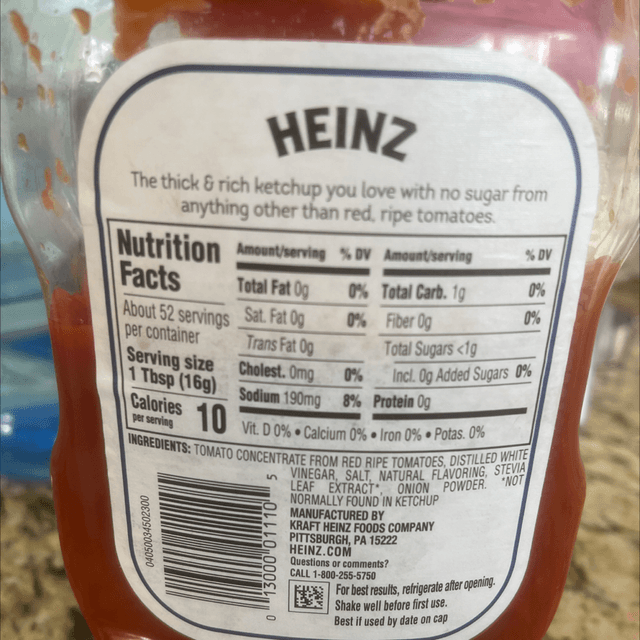 HEINZ
The thick & rich ketchup you love with no sugar from
anything other than red, ripe tomatoes.
Nutrition
Facts
About 52 servings
per container
Serving size
1 Tbsp (16g)
Calories 10
per serving
Amount/serving % DV
Total Fat 0g 0%
Sat. Fat 0g 0%
Trans Fat 0g
Cholest. 0mg 0%
Sodium 190mg 8%
Amount/serving % DV
Total Carb. 1g 0%
Fiber 0g 0%
Total Sugars <1g
Incl. 0g Added Sugars 0%
Protein 0g
Vit. D 0% • Calcium 0% • Iron 0% • Potas. 0%
INGREDIENTS: TOMATO CONCENTRATE FROM RED RIPE TOMATOES, DISTILLED WHITE
VINEGAR, SALT, NATURAL FLAVORING, STEVIA
LEAF EXTRACT*, ONION POWDER. *NOT
NORMALLY FOUND IN KETCHUP
MANUFACTURED BY
KRAFT HEINZ FOODS COMPANY
PITTSBURGH, PA 15222
HEINZ.COM
Questions or comments?
CALL 1-800-255-5750
For best results, refrigerate after opening.
Shake well before first use.
Best if used by date on cap
04050034502300
0 13000 01110 5